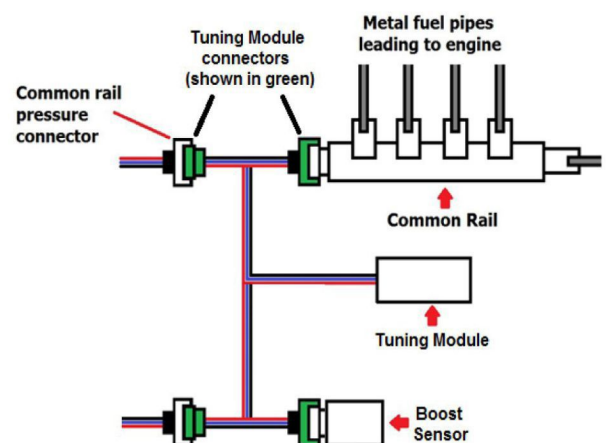 Tuning Module
connectors
(shown in green)
Metal fuel pipes
leading to engine
Common rail
pressure
connector
Common Rail
Tuning Module
Boost
Sensor